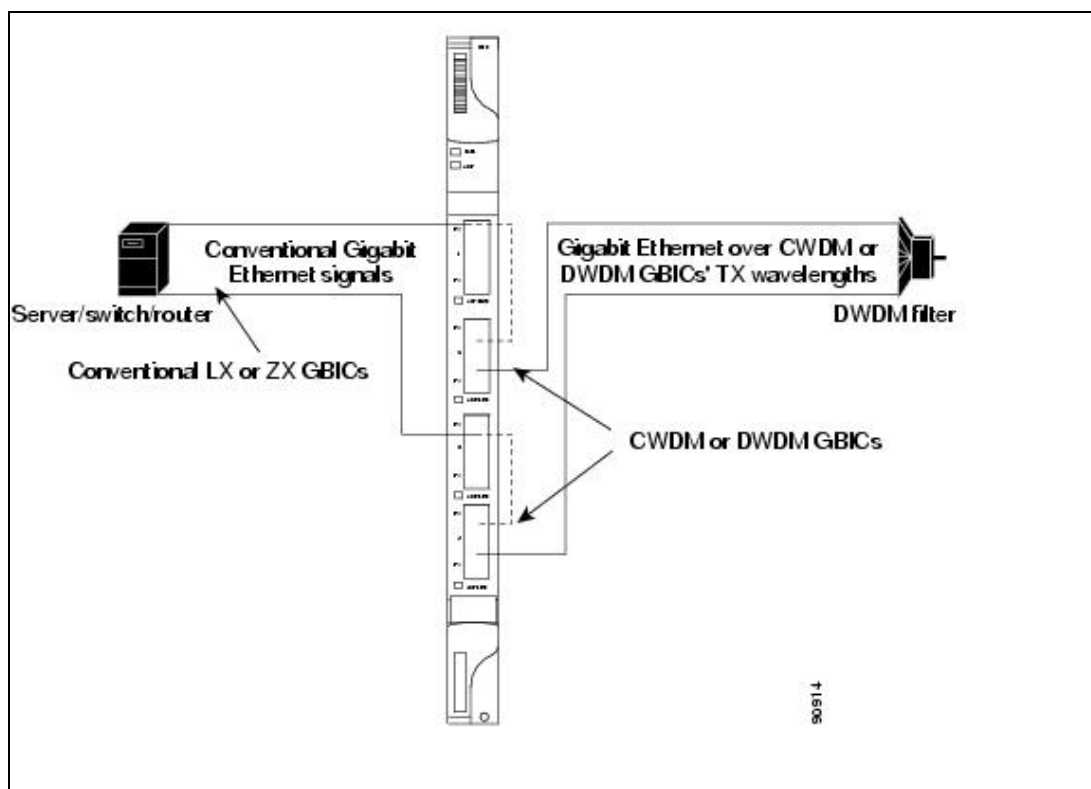 Conventional Gigabit
Ethernet signals
Gigabit Ethernet over CWDM or
DWDM GBICs' TX wavelengths
Server/switch/router
DWDM filter
Conventional LX or ZX GBICs
CWDM or DWDM GBICs